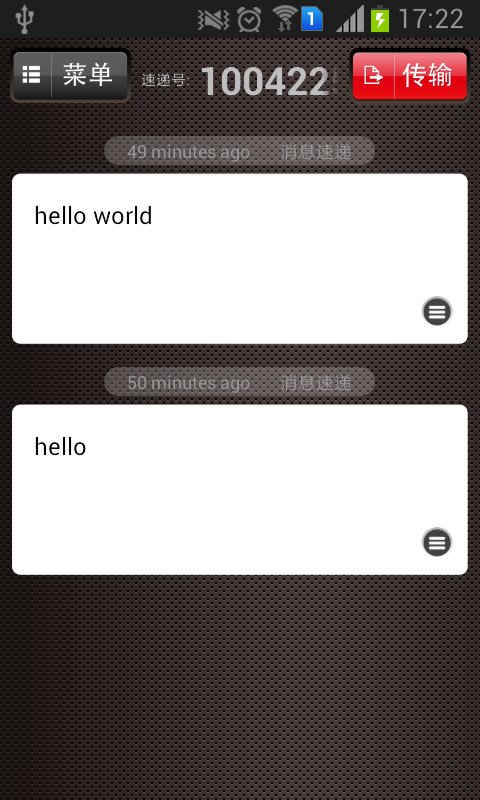 1 17:22
菜单 速递号: 100422 传输
49 minutes ago 消息速递
hello world
50 minutes ago 消息速递
hello